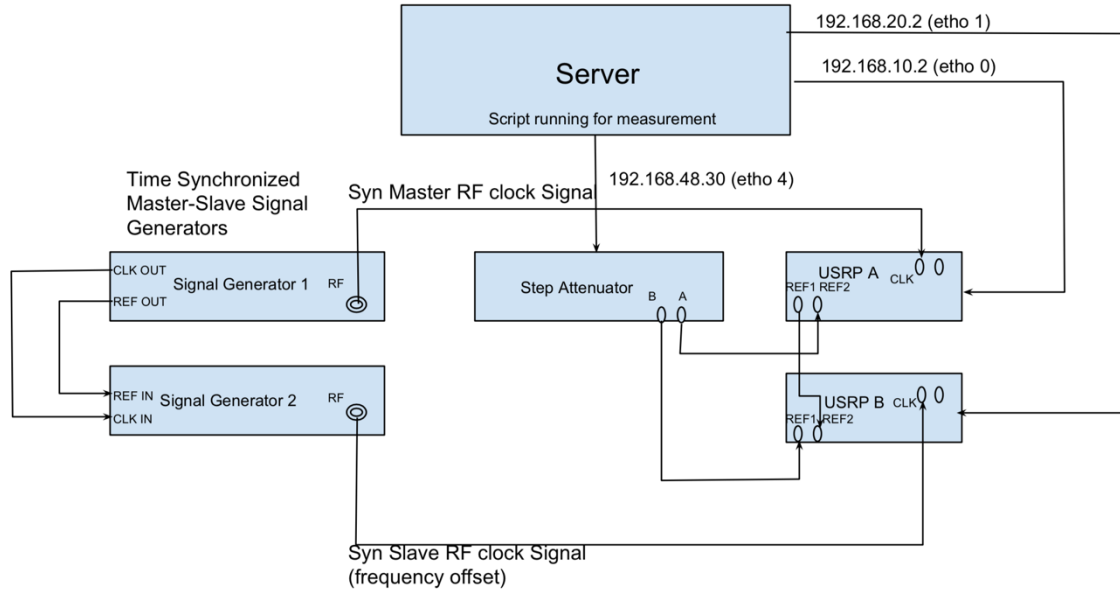 192.168.20.2 (etho 1)
192.168.10.2 (etho 0)
Server
Script running for measurement
192.168.48.30 (etho 4)
Time Synchronized
Master-Slave Signal
Generators
Syn Master RF clock Signal
CLK OUT
REF OUT
Signal Generator 1
RF
Step Attuator
B
A
USRP A
CLK
REF1
REF2
REF IN
CLK IN
Signal Generator 2
RF
USRP B
CLK
REF1
REF2
Syn Slave RF clock Signal
(frequency offset)